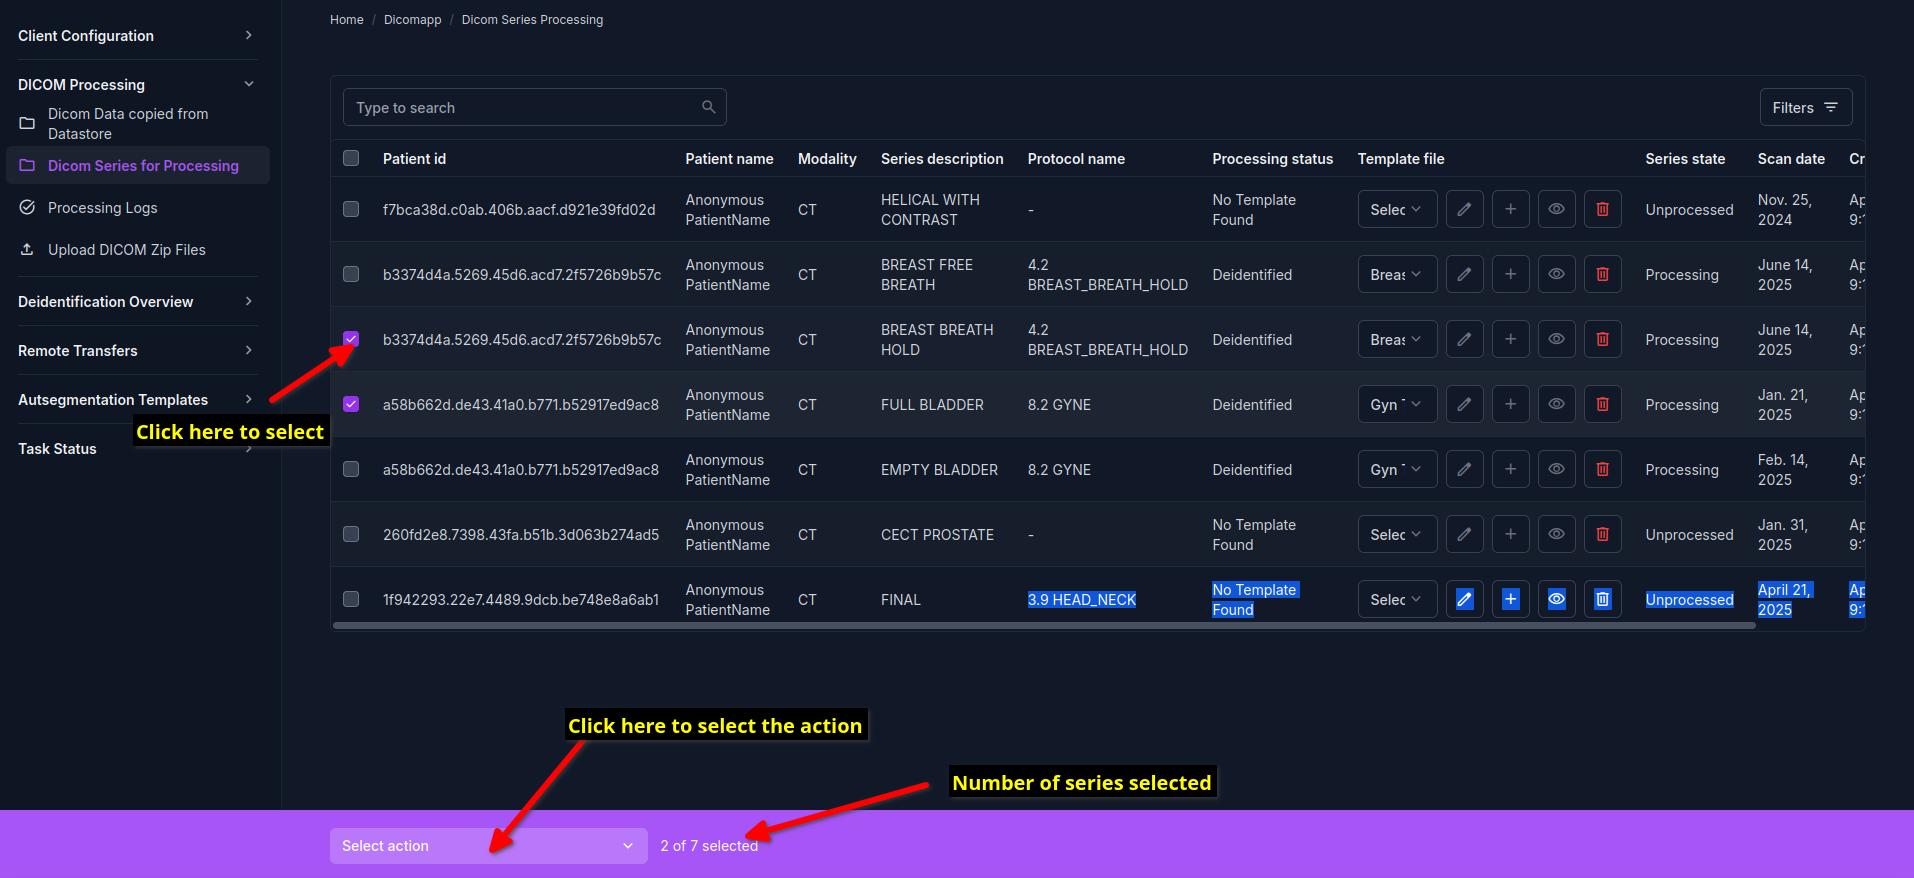 Home / Dicomapp / Dicom Series Processing
Client Configuration
DICOM Processing
Dicom Data copied from
Datastore
Dicom Series for Processing
Processing Logs
Upload DICOM Zip Files
Deidentification Overview
Remote Transfers
Autsegmentation Templates
Click here to select
Task Status
Type to search
Filters
Patient id Patient name Modality Series description Protocol name Processing status Template file Series state Scan date Cr
f7bca38d.c0ab.406b.aacf.d921e39fd02d Anonymous PatientName CT HELICAL WITH CONTRAST - No Template Found Selec Unprocessed Nov. 25, 2024 Ap 9:1
b3374d4a.5269.45d6.acd7.2f5726b9b57c Anonymous PatientName CT BREAST FREE BREATH 4.2 BREAST_BREATH_HOLD Deidentified Breas Processing June 14, 2025 Ap 9:1
b3374d4a.5269.45d6.acd7.2f5726b9b57c Anonymous PatientName CT BREAST BREATH HOLD 4.2 BREAST_BREATH_HOLD Deidentified Breas Processing June 14, 2025 Ap 9:1
a58b662d.de43.41a0.b771.b52917ed9ac8 Anonymous PatientName CT FULL BLADDER 8.2 GYNE Deidentified Gyn T Processing Jan. 21, 2025 Ap 9:1
a58b662d.de43.41a0.b771.b52917ed9ac8 Anonymous PatientName CT EMPTY BLADDER 8.2 GYNE Deidentified Gyn T Processing Feb. 14, 2025 Ap 9:1
260fd2e8.7398.43fa.b51b.3d063b274ad5 Anonymous PatientName CT CECT PROSTATE - No Template Found Selec Unprocessed Jan. 31, 2025 Ap 9:1
1f942293.22e7.4489.9dcb.be748e8a6ab1 Anonymous PatientName CT FINAL 3.9 HEAD_NECK No Template Found Selec Unprocessed April 21, 2025 Ap 9:1
Click here to select the action
Number of series selected
Select action
2 of 7 selected